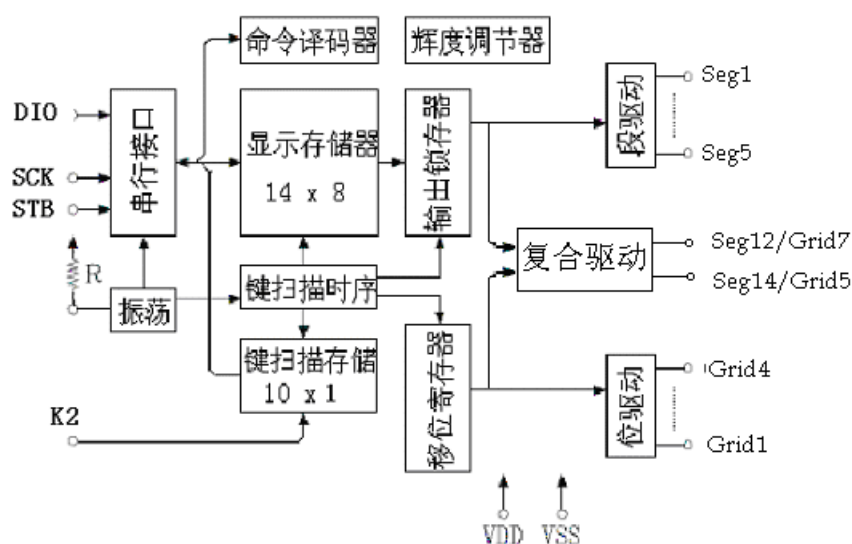 命令译码器
辉度调节器
DIO
SCK
STB
串行接口
显示存储器
14 x 8
输出锁存器
段驱动
Seg1
Seg5
复合驱动
Seg12/Grid7
Seg14/Grid5
R
振荡
键扫描时序
键扫描存储
10 x 1
K2
移位寄存器
位驱动
Grid4
Grid1
VDD
VSS